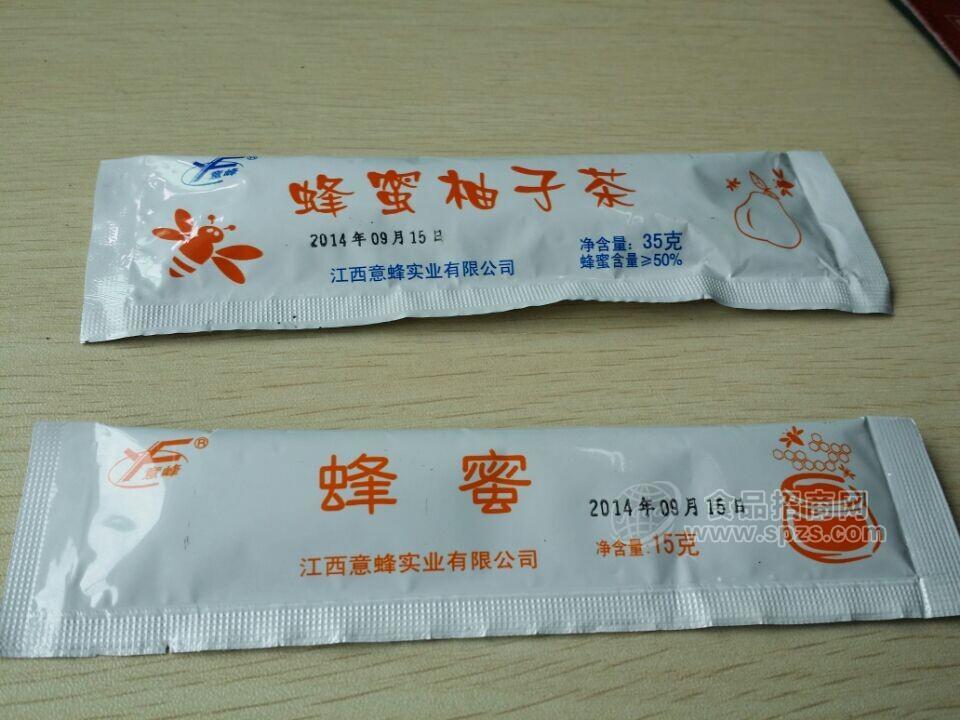 意峰®
蜂蜜柚子茶
2014年09月15日
净含量：35克
蜂蜜含量≥50%
江西意蜂实业有限公司
意峰®
蜂 蜜
2014年09月15日
净含量:15克
江西意蜂实业有限公司
食品招商网
www.spzs.com